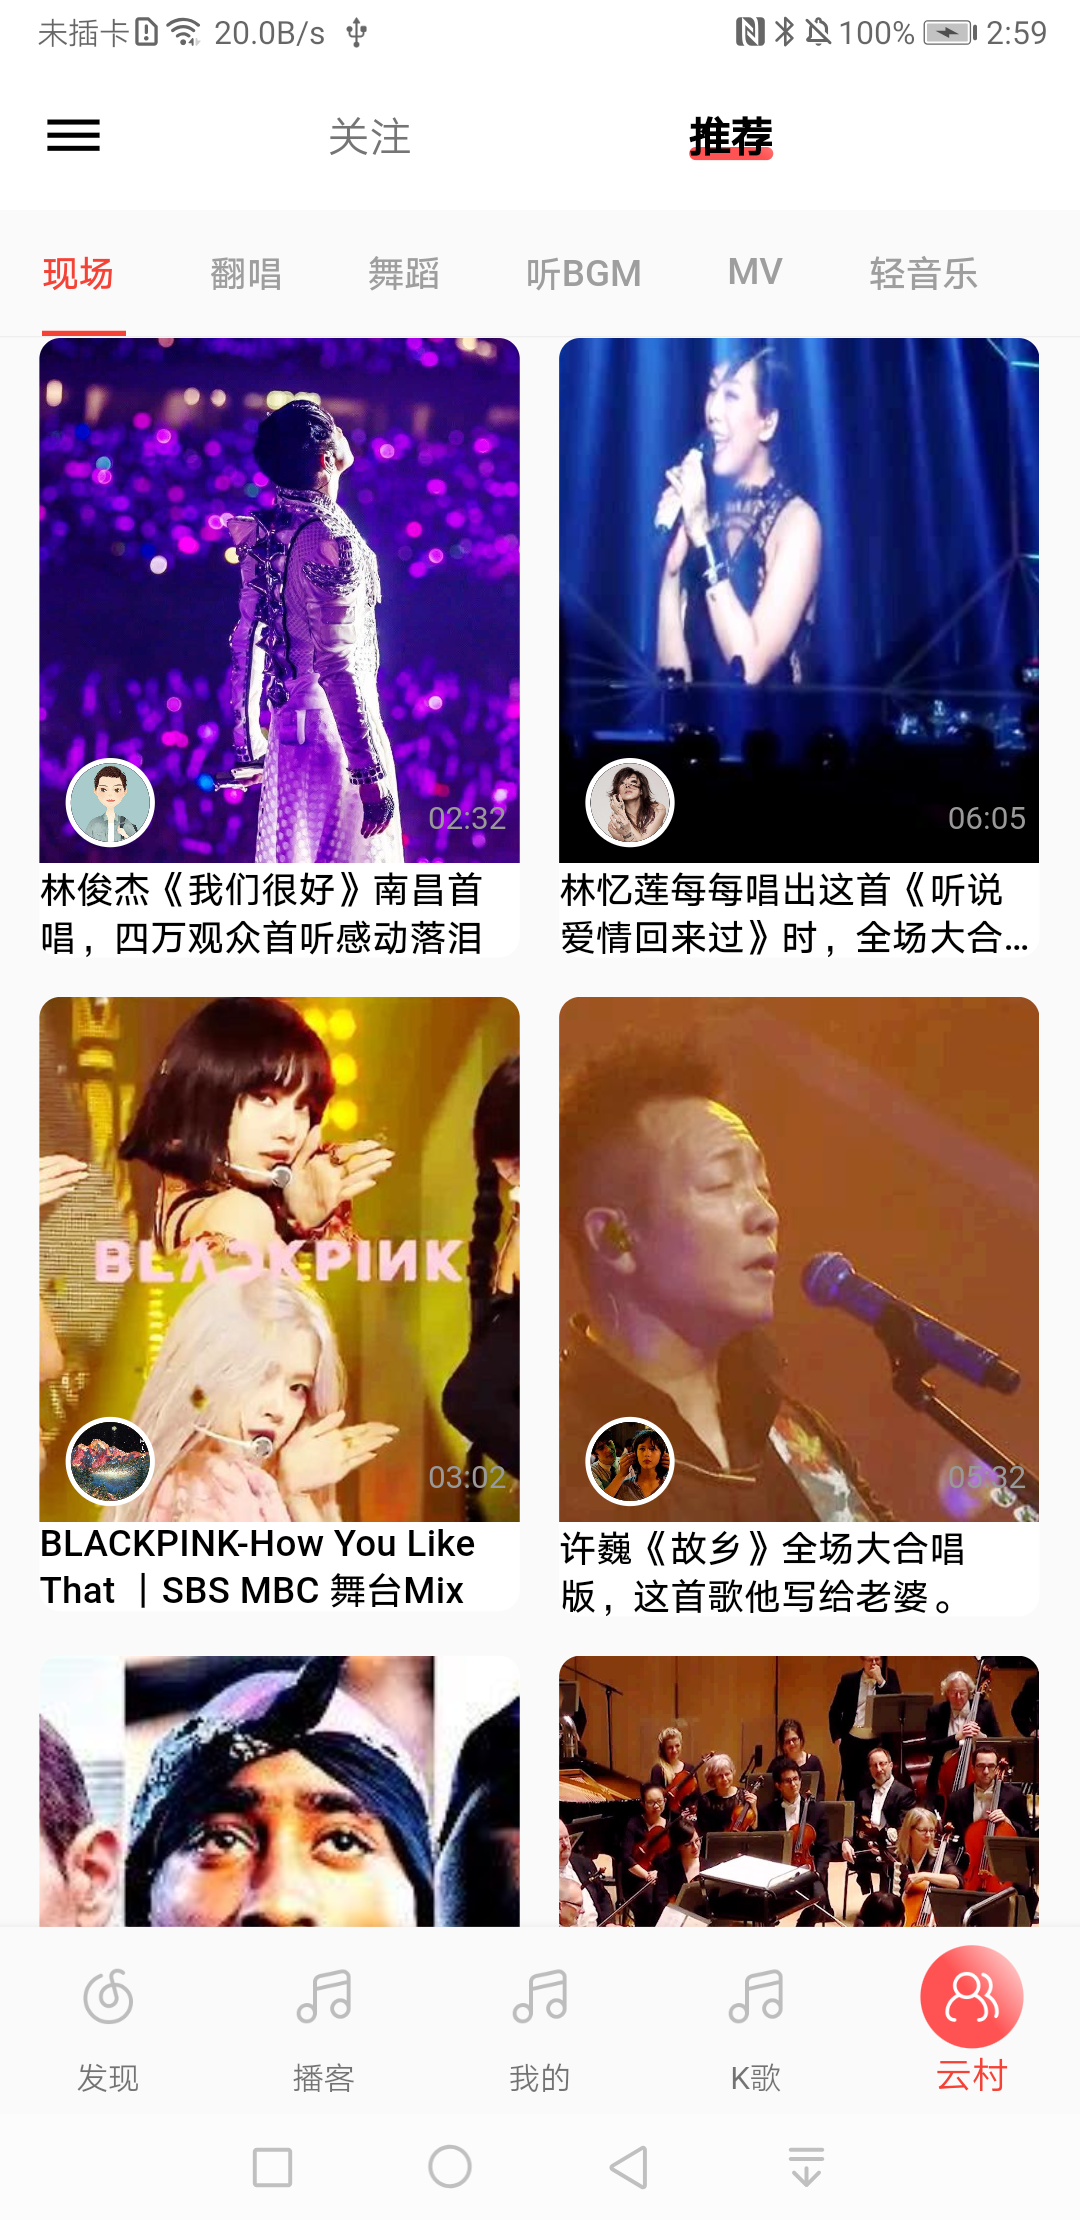 未插卡 20.0B/s 100% 2:59
关注 推荐
现场 翻唱 舞蹈 听BGM MV 轻音乐
02:32
06:05
林俊杰《我们很好》南昌首
唱，四万观众首听感动落泪
林忆莲每每唱出这首《听说
爱情回来过》时，全场大合...
BLACKPINK
03:02
05:32
BLACKPINK-How You Like
That ｜SBS MBC 舞台Mix
许巍《故乡》全场大合唱
版，这首歌他写给老婆。
发现 播客 我的 K歌 云村